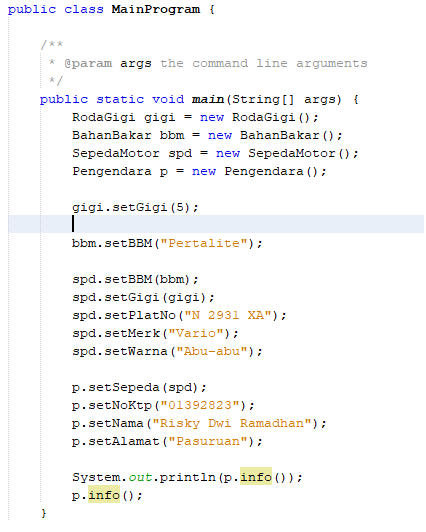 public class MainProgram {
/**
* @param args the command line arguments
*/
public static void main(String[] args) {
RodaGigi gigi = new RodaGigi();
BahanBakar bbm = new BahanBakar();
SepedaMotor spd = new SepedaMotor();
Pengendara p = new Pengendara();
gigi.setGigi(5);
bbm.setBBM("Pertalite");
spd.setBBM(bbm);
spd.setGigi(gigi);
spd.setPlatNo("N 2931 XA");
spd.setMerk("Vario");
spd.setWarna("Abu-abu");
p.setSepeda(spd);
p.setNoKtp("01392823");
p.setNama("Risky Dwi Ramadhan");
p.setAlamat("Pasuruan");
System.out.println(p.info());
p.info();
}